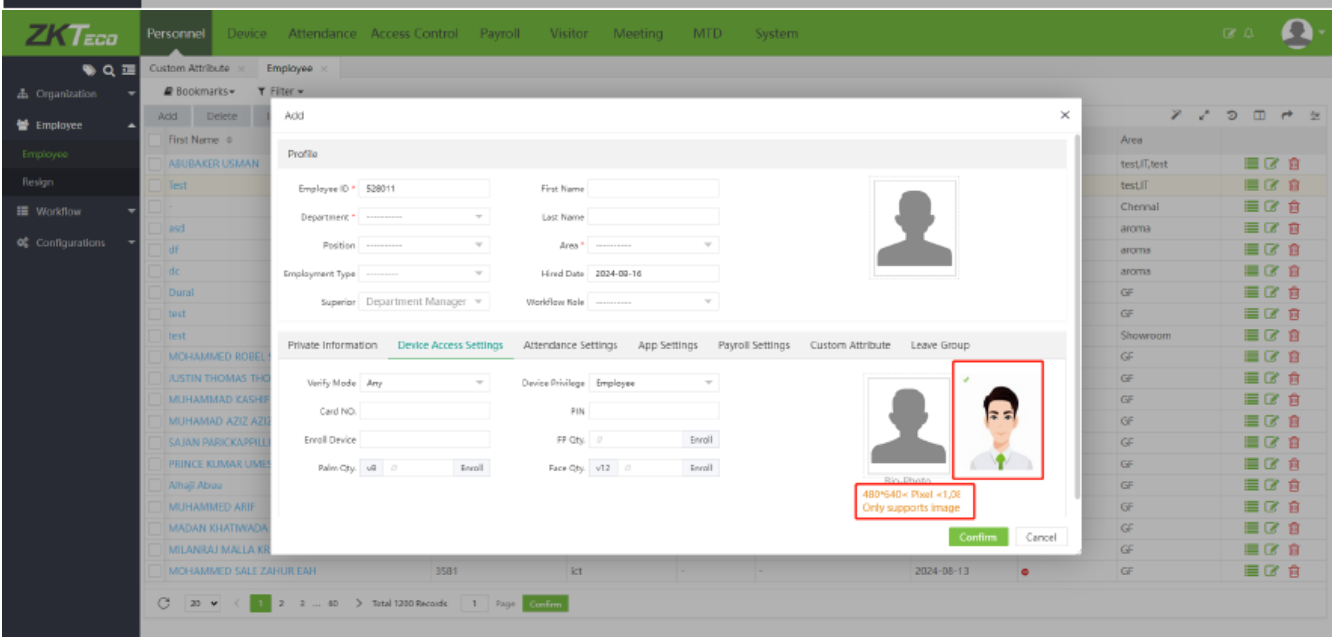 ZKTECO
Personnel Device Attendance Access Control Payroll Visitor Meeting MTD System
Custom Attribute Employee
Organization
Employee
Employee
Resign
Workflow
Configurations
Bookmarks Filter
Add Delete
First Name Area
ABUBAKER USMAN test,IT,test
Test test,IT
- Chennai
asd aroma
df aroma
dc aroma
Dural GF
test GF
test Showroom
MOHAMMED ROBEL GF
JUSTIN THOMAS THO GF
MUHAMMAD KASHIF GF
MUHAMAD AZIZ AZIZ GF
SAJAN PARICKAPPILL GF
PRINCE KUMAR UMES GF
Alhaji Abuu GF
MUHAMMED ARIF GF
MADAN KHATIWADA GF
MILANRAJ MALLA KR GF
MOHAMMED SALE ZAHUR EAH 3581 ict - - 2024-08-13 GF
20 1 2 3 ... 60 Total 1200 Records 1 Page Confirm
Add
Profile
Employee ID * 528011 First Name
Department * ----------- Last Name
Position ----------- Area * -----------
Employment Type ---------- Hired Date 2024-08-16
Superior Department Manager Workflow Role -----------
Private Information Device Access Settings Attendance Settings App Settings Payroll Settings Custom Attribute Leave Group
Verify Mode Any Device Privilege Employee
Card NO. PIN
Enroll Device FP Qty. 0 Enroll
Palm Qty. v8 0 Enroll Face Qty. v12 0 Enroll
Bio-Photo
480*640< Pixel <1,08
Only supports image
Confirm Cancel